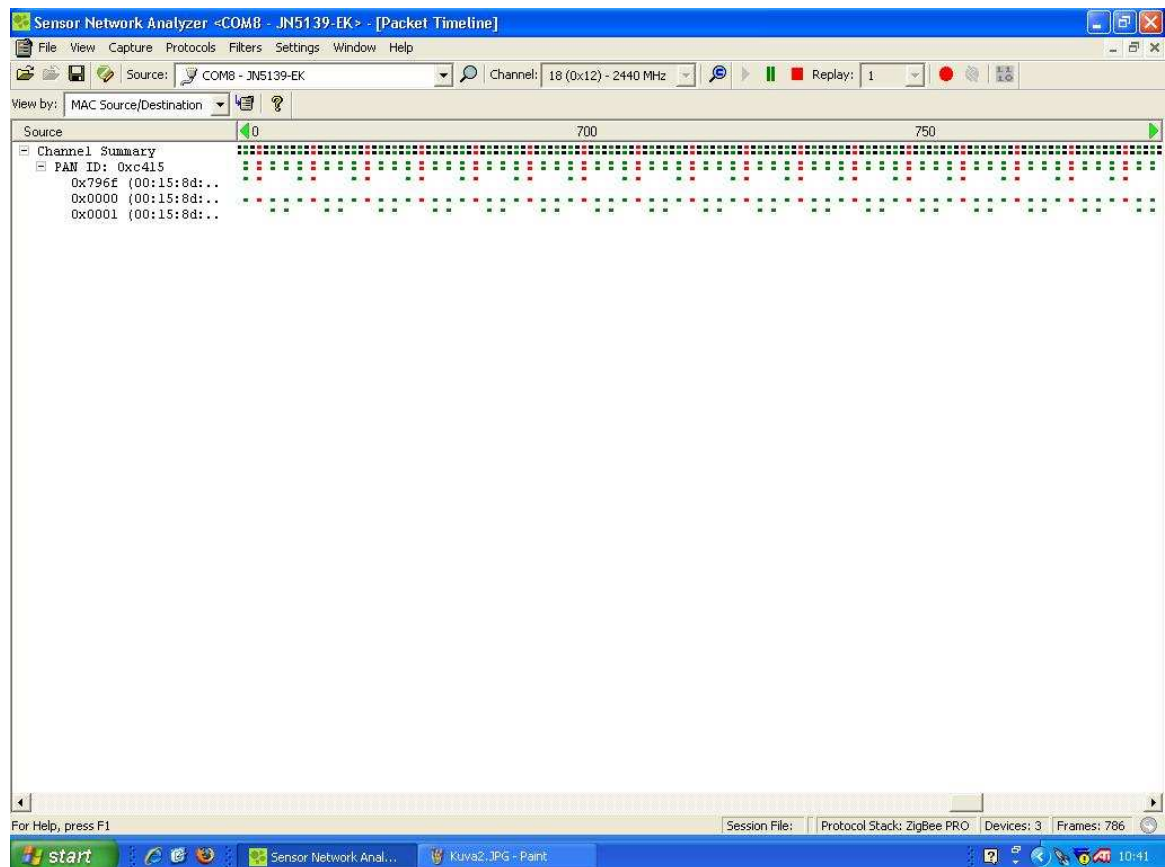 Sensor Network Analyzer <COM8 - JN5139-EK> - [Packet Timeline]
File View Capture Protocols Filters Settings Window Help
Source: COM8 - JN5139-EK Channel: 18 (0x12) - 2440 MHz Replay: 1
View by: MAC Source/Destination
Source 0 700 750
Channel Summary
PAN ID: 0xc415
0x796f (00:15:8d:..
0x0000 (00:15:8d:..
0x0001 (00:15:8d:..
For Help, press F1 Session File: Protocol Stack: ZigBee PRO Devices: 3 Frames: 786
start Sensor Network Anal... Kuva2.JPG - Paint 10:41